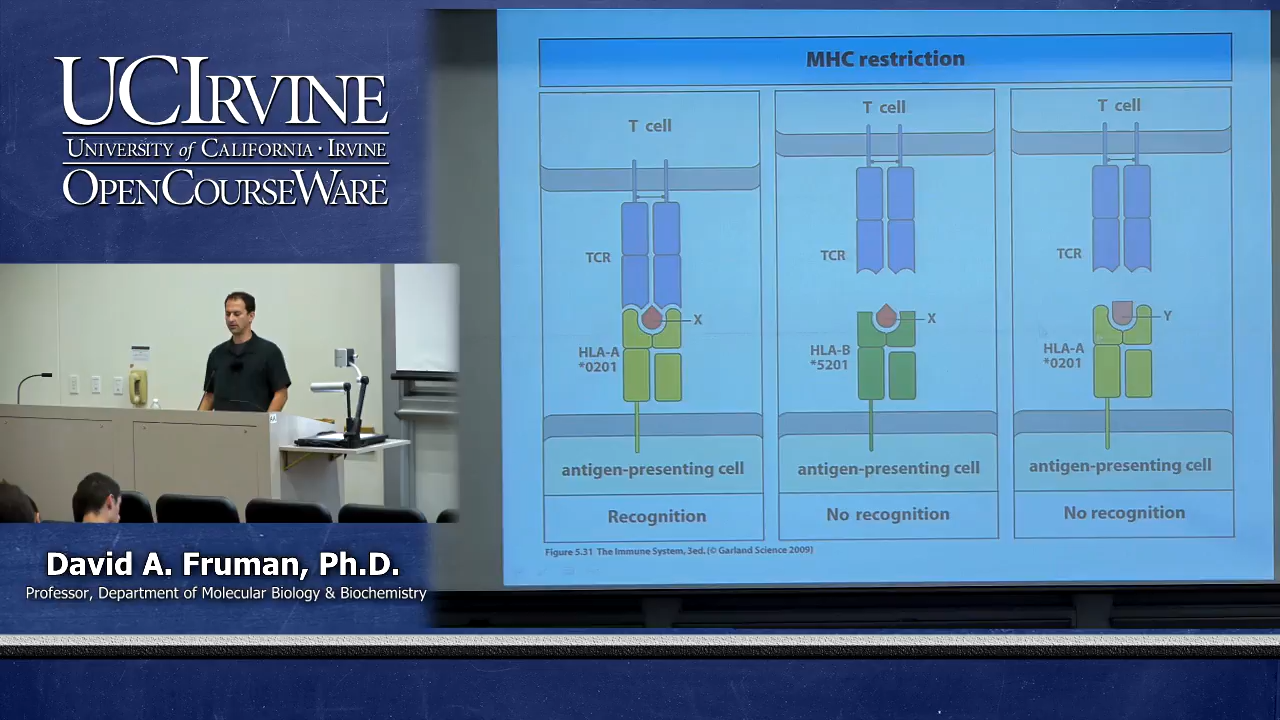 UCIRVINE
UNIVERSITY of CALIFORNIA · IRVINE
OPENCOURSEWARE
David A. Fruman, Ph.D.
Professor, Department of Molecular Biology & Biochemistry
MHC restriction
T cell
TCR
X
HLA-A
*0201
antigen-presenting cell
Recognition
T cell
TCR
X
HLA-B
*5201
antigen-presenting cell
No recognition
T cell
TCR
Y
HLA-A
*0201
antigen-presenting cell
No recognition
Figure 5.31 The Immune System, 3ed. (© Garland Science 2009)